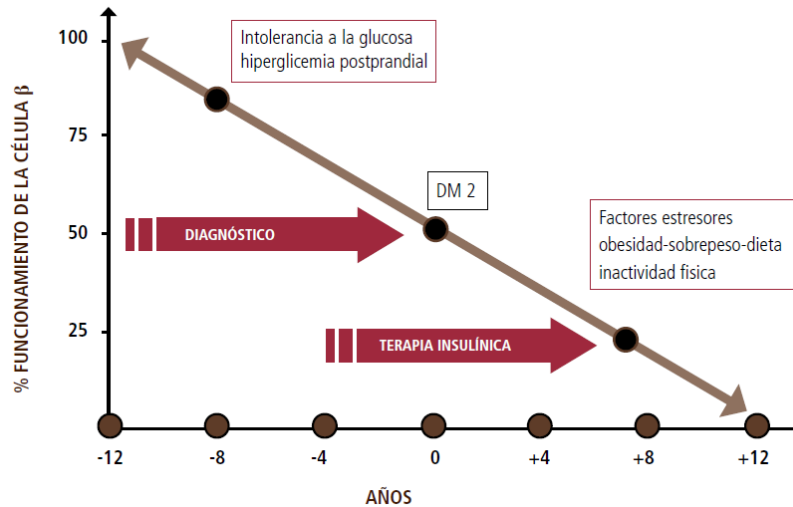 % FUNCIONAMIENTO DE LA CÉLULA β
100
75
50
25
Intolerancia a la glucosa
hiperglicemia postprandial
DM 2
DIAGNÓSTICO
Factores estresores
obesidad-sobrepeso-dieta
inactividad física
TERAPIA INSULÍNICA
-12 -8 -4 0 +4 +8 +12
AÑOS